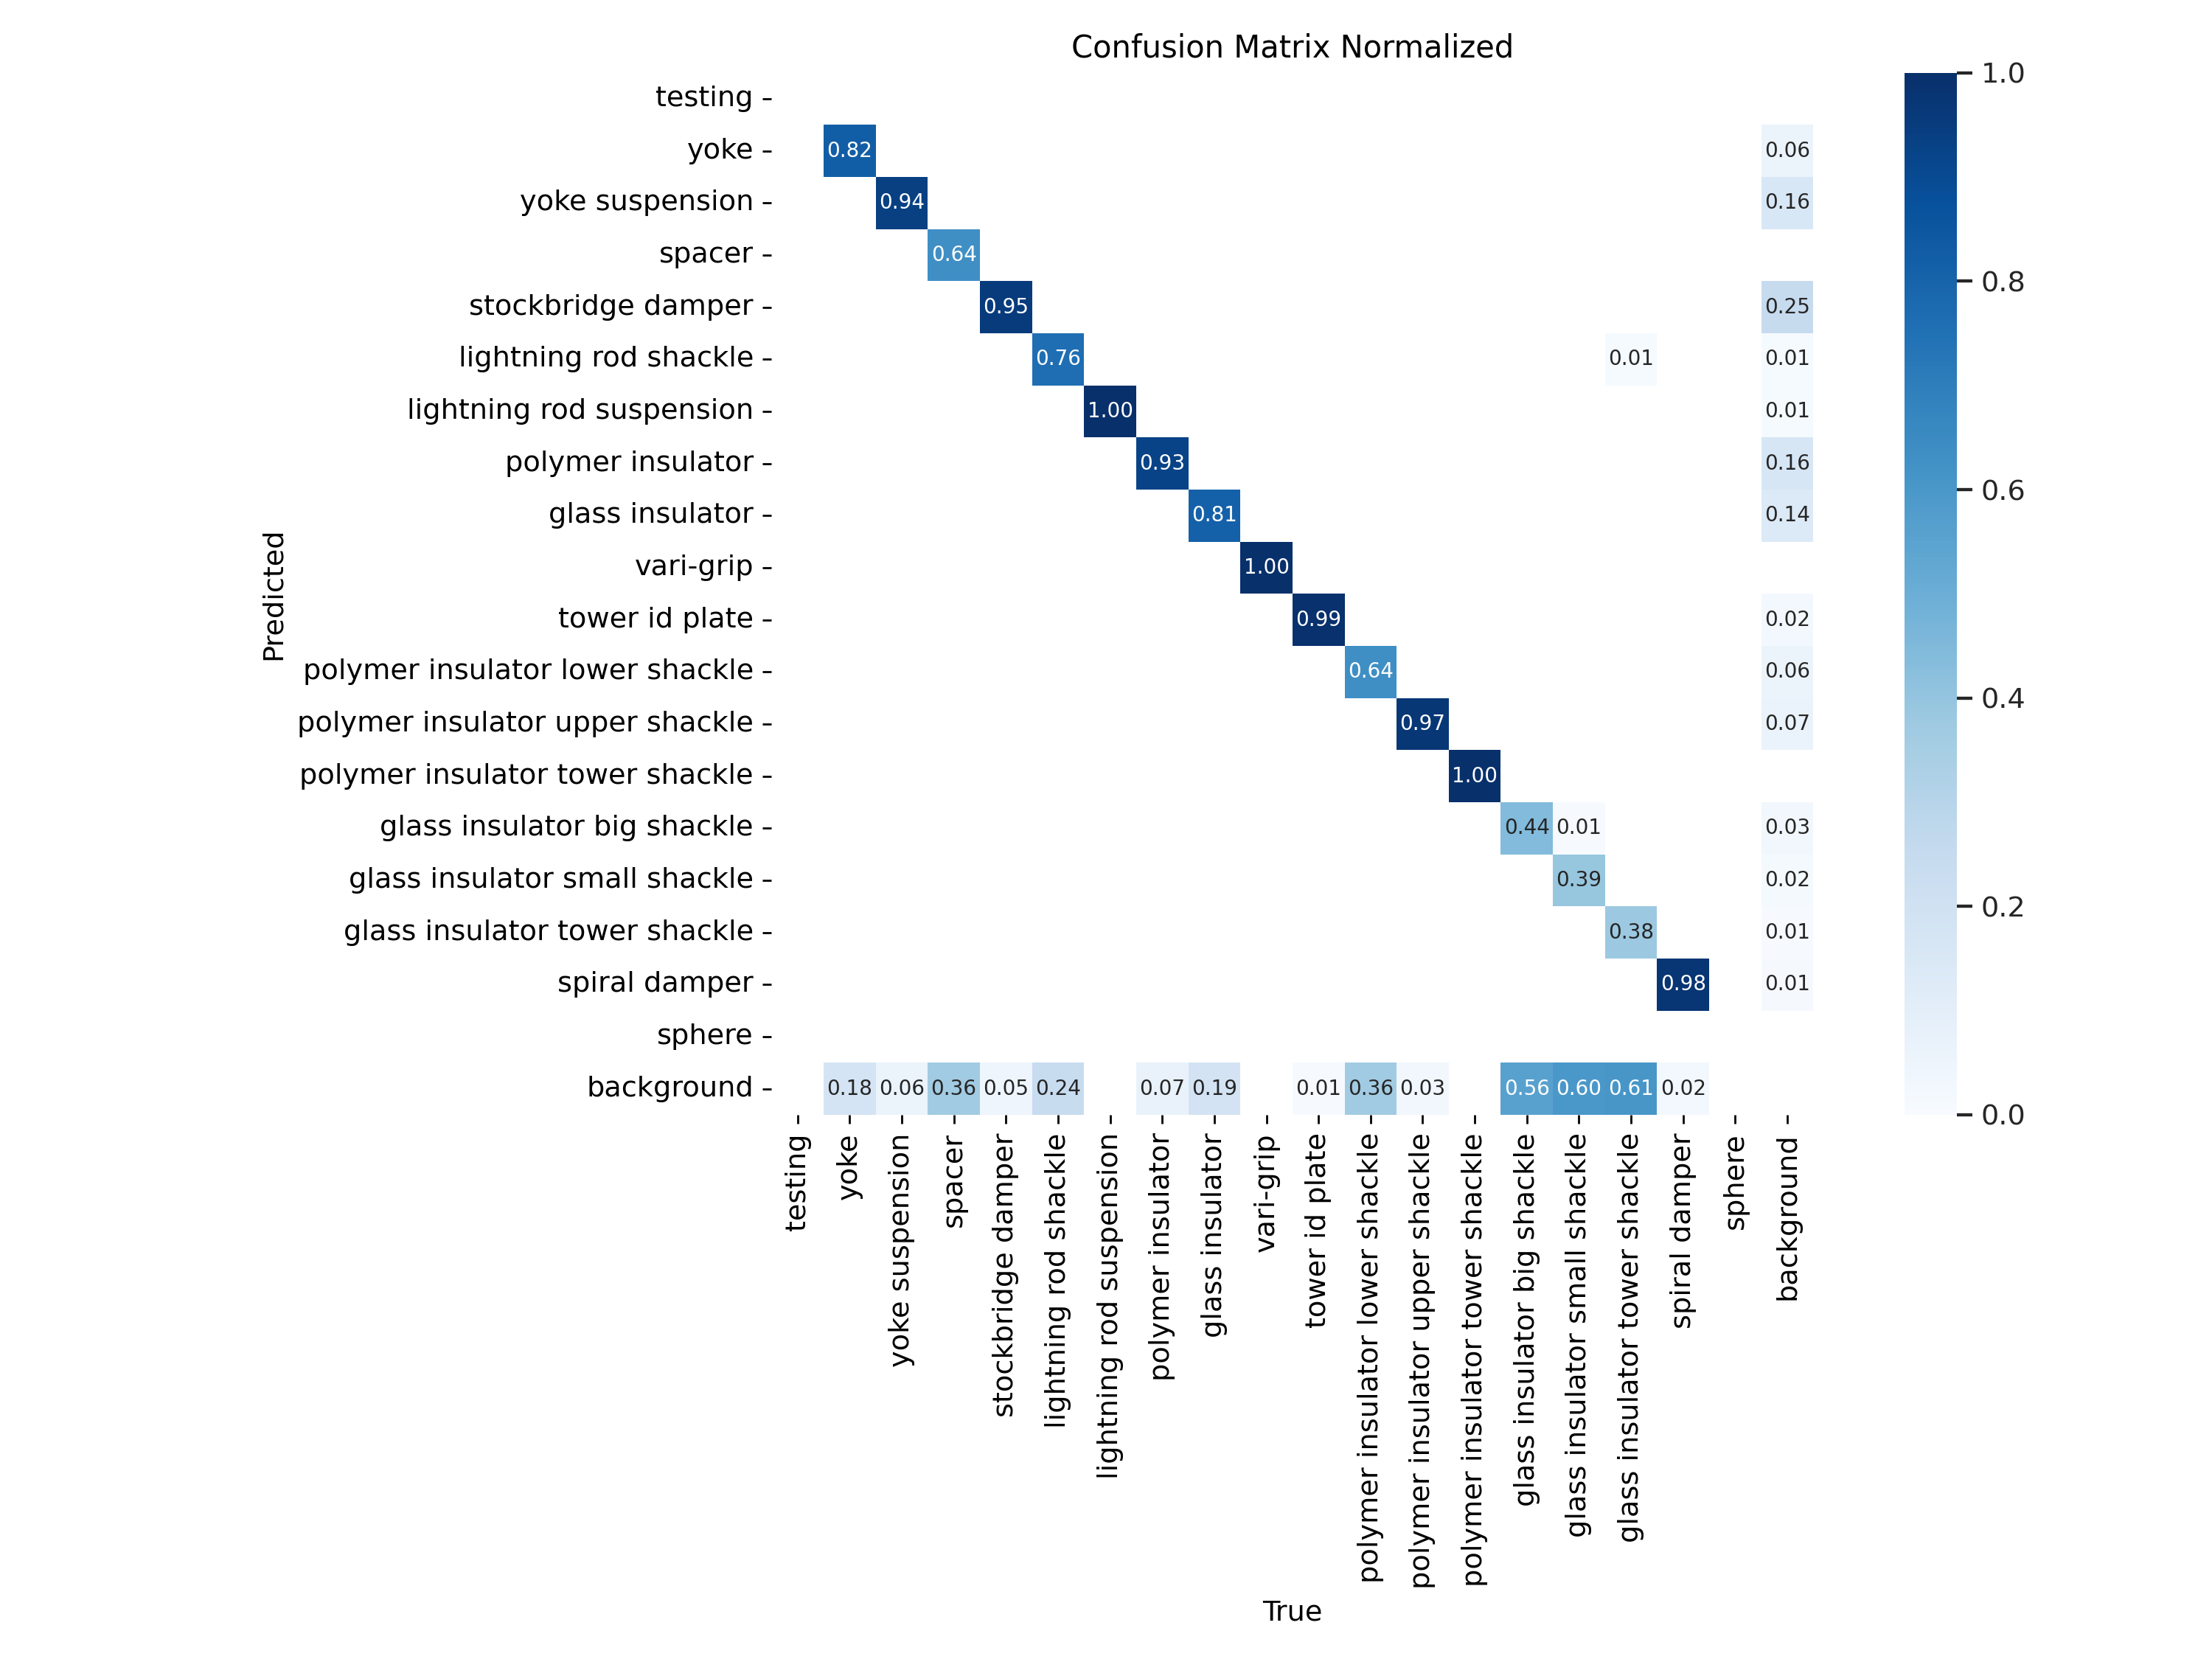 Confusion Matrix Normalized
testing
yoke 0.82 0.06
yoke suspension 0.94 0.16
spacer 0.64
stockbridge damper 0.95 0.25
lightning rod shackle 0.76 0.01 0.01
lightning rod suspension 1.00 0.01
polymer insulator 0.93 0.16
glass insulator 0.81 0.14
vari-grip 1.00
tower id plate 0.99 0.02
polymer insulator lower shackle 0.64 0.06
polymer insulator upper shackle 0.97 0.07
polymer insulator tower shackle 1.00
glass insulator big shackle 0.44 0.01 0.03
glass insulator small shackle 0.39 0.02
glass insulator tower shackle 0.38 0.01
spiral damper 0.98 0.01
sphere
background 0.18 0.06 0.36 0.05 0.24 0.07 0.19 0.01 0.36 0.03 0.56 0.60 0.61 0.02
Predicted
testing
yoke
yoke suspension
spacer
stockbridge damper
lightning rod shackle
lightning rod suspension
polymer insulator
glass insulator
vari-grip
tower id plate
polymer insulator lower shackle
polymer insulator upper shackle
polymer insulator tower shackle
glass insulator big shackle
glass insulator small shackle
glass insulator tower shackle
spiral damper
sphere
background
True
1.0
0.8
0.6
0.4
0.2
0.0